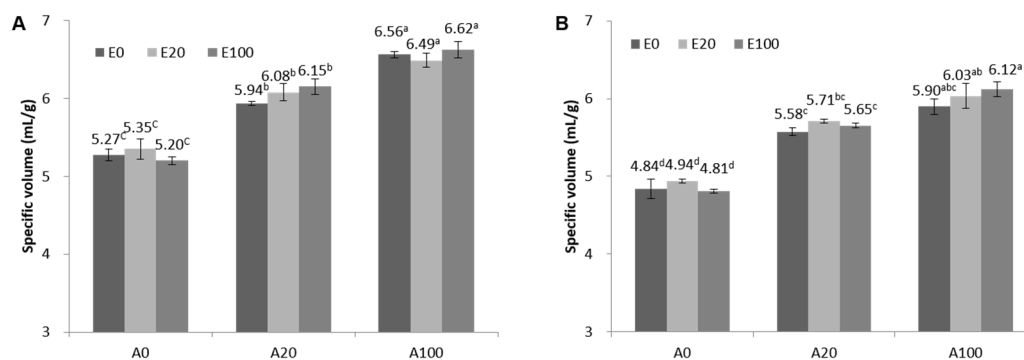 A
Specific volume (mL/g)
7
6
5
4
3
E0 E20 E100
5.27ᶜ 5.35ᶜ 5.20ᶜ
5.94ᵇ 6.08ᵇ 6.15ᵇ
6.56ᵃ 6.49ᵃ 6.62ᵃ
A0 A20 A100
B
Specific volume (mL/g)
7
6
5
4
3
E0 E20 E100
4.84ᵈ 4.94ᵈ 4.81ᵈ
5.58ᶜ 5.71ᵇᶜ 5.65ᶜ
5.90ᵃᵇᶜ 6.03ᵃᵇ 6.12ᵃ
A0 A20 A100